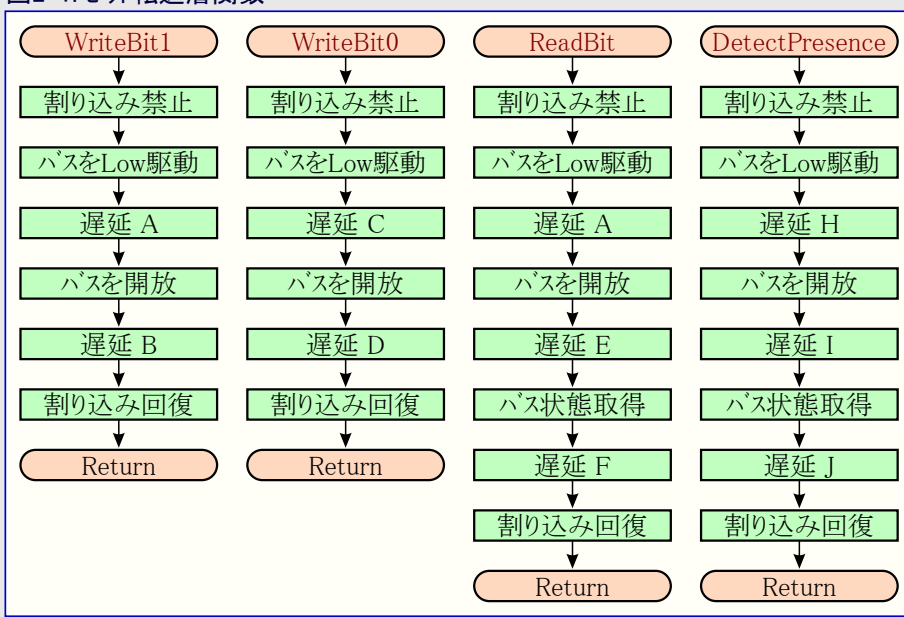 WriteBit1
割り込み禁止
バスをLow駆動
遅延 A
バスを開放
遅延 B
割り込み回復
Return
WriteBit0
割り込み禁止
バスをLow駆動
遅延 C
バスを開放
遅延 D
割り込み回復
Return
ReadBit
割り込み禁止
バスをLow駆動
遅延 A
バスを開放
遅延 E
バス状態取得
遅延 F
割り込み回復
Return
DetectPresence
割り込み禁止
バスをLow駆動
遅延 H
バスを開放
遅延 I
バス状態取得
遅延 J
割り込み回復
Return